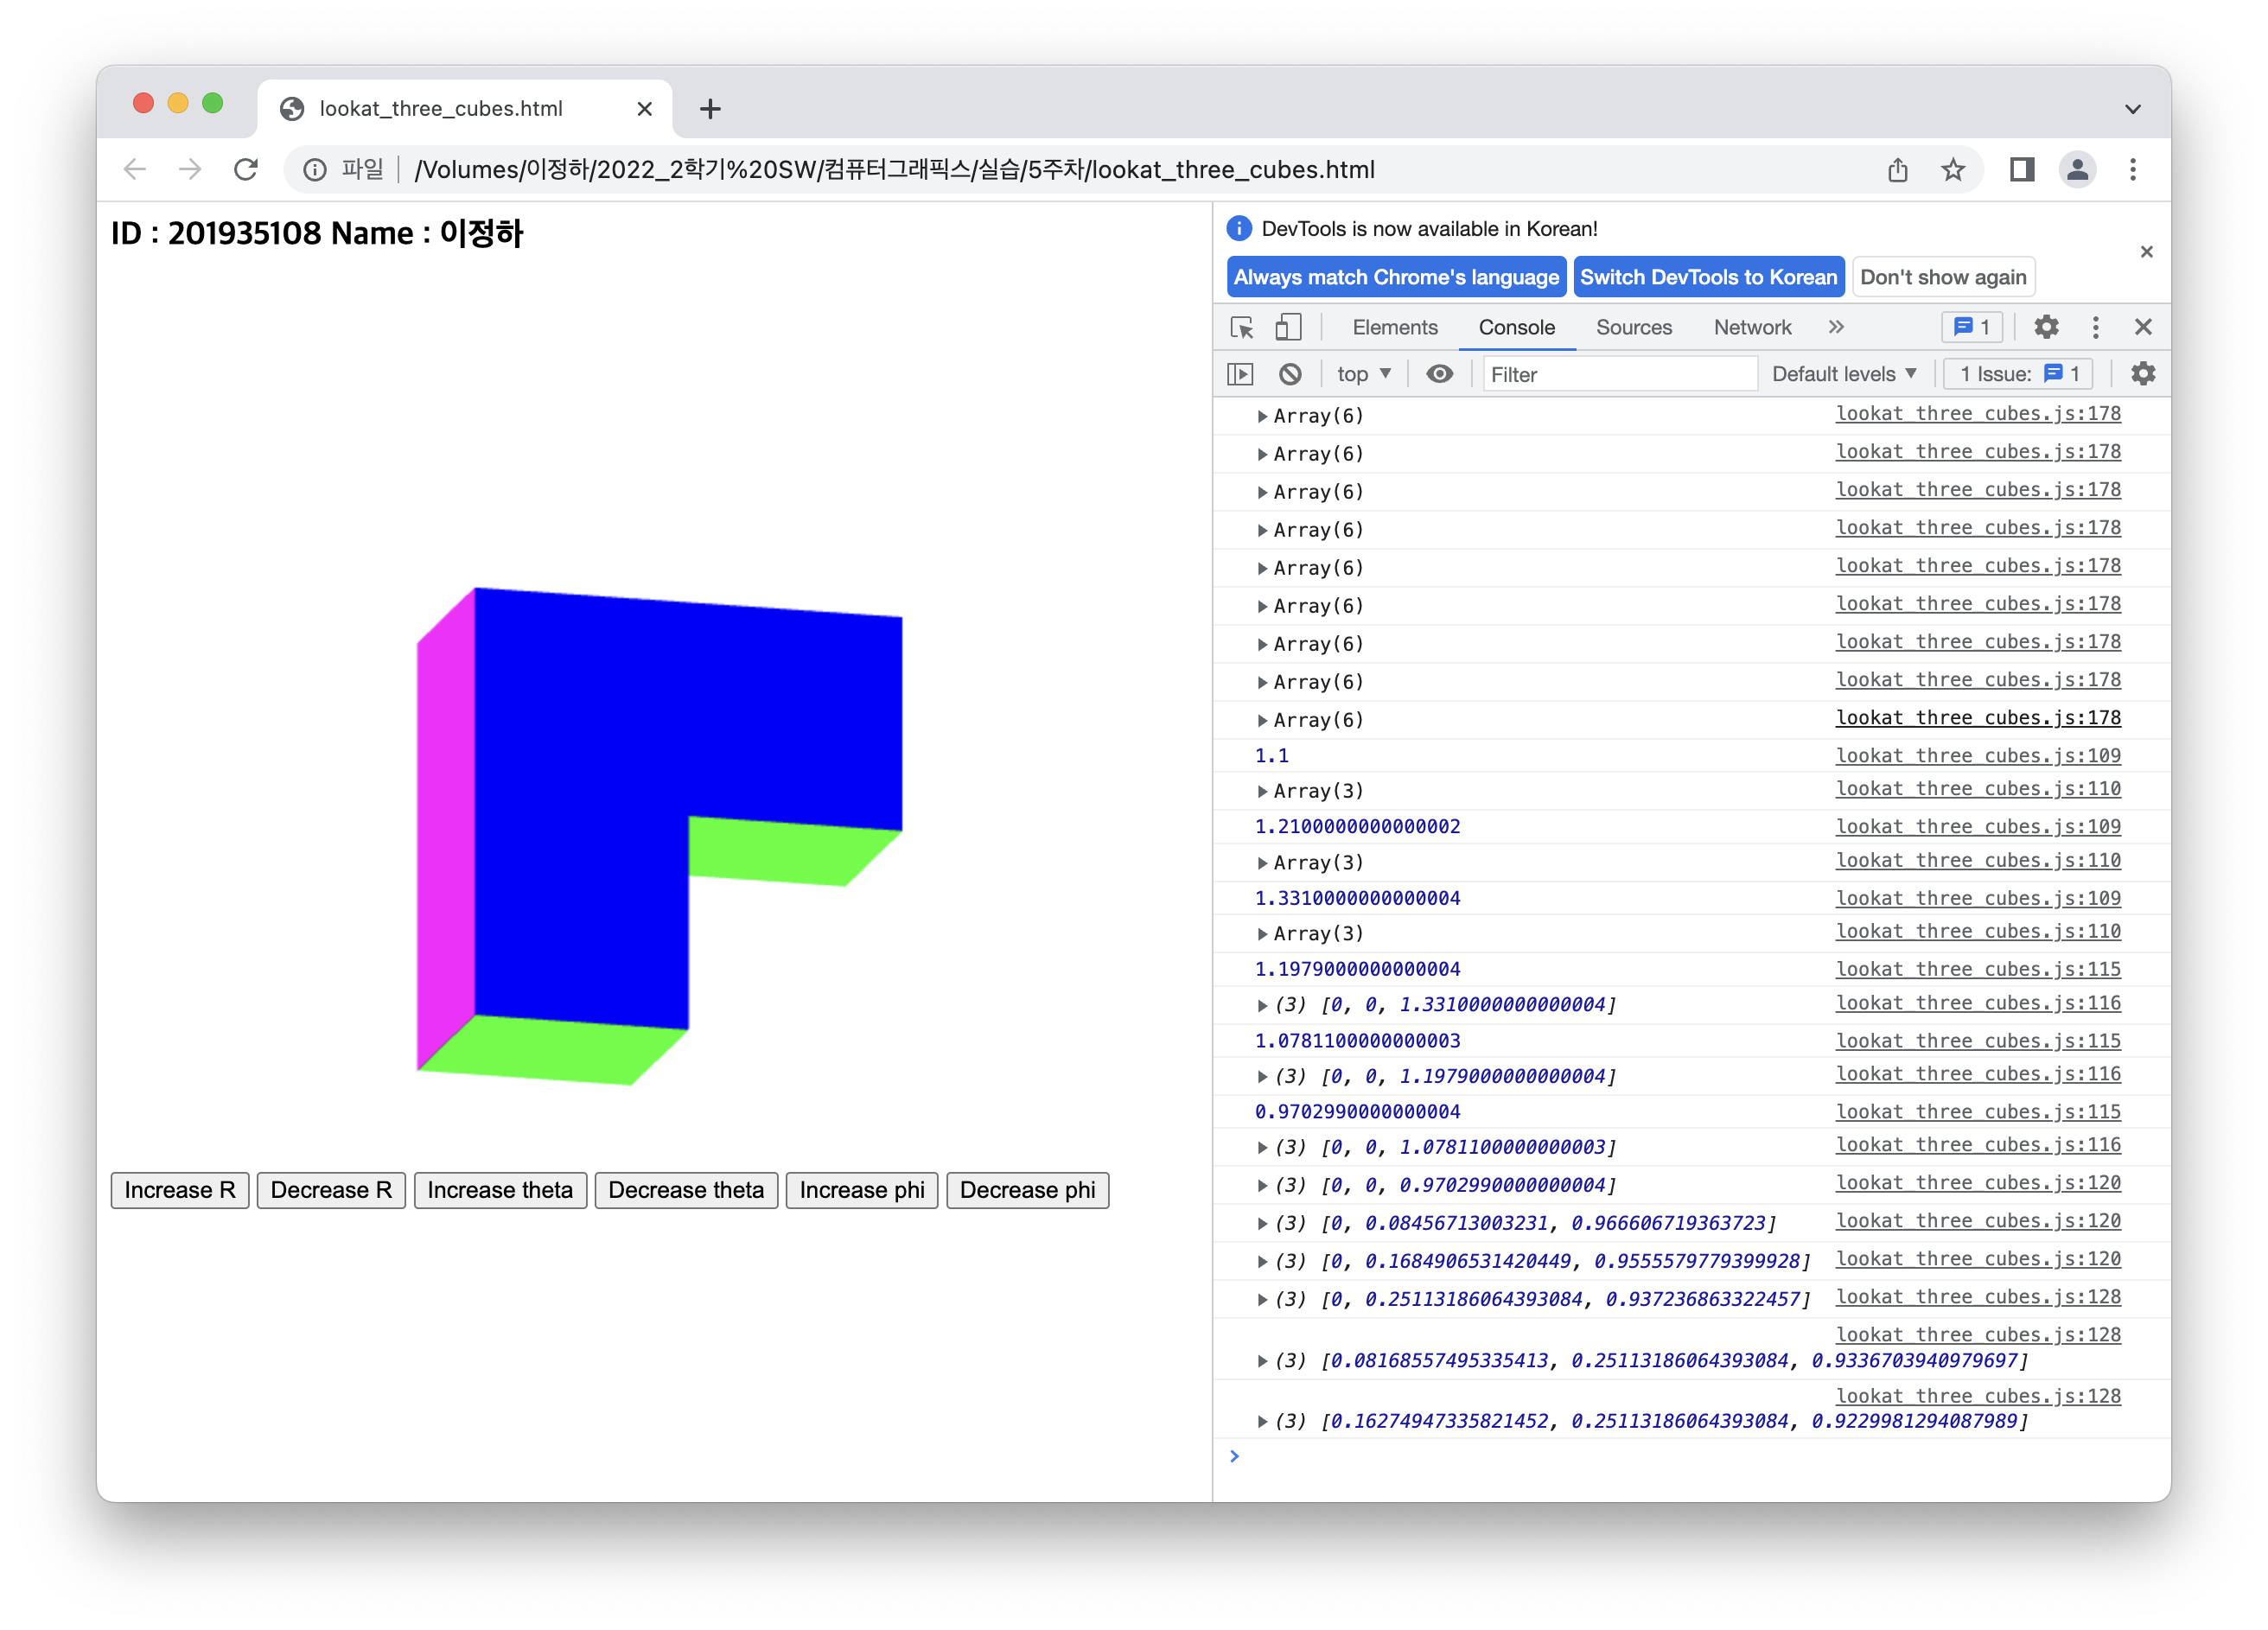 lookat_three_cubes.html
파일 /Volumes/이정하/2022_2학기%20SW/컴퓨터그래픽스/실습/5주차/lookat_three_cubes.html
ID : 201935108 Name : 이정하
Increase R Decrease R Increase theta Decrease theta Increase phi Decrease phi
DevTools is now available in Korean!
Always match Chrome's language Switch DevTools to Korean Don't show again
Elements Console Sources Network 1
top Filter Default levels 1 Issue: 1
Array(6) lookat_three_cubes.js:178
Array(6) lookat_three_cubes.js:178
Array(6) lookat_three_cubes.js:178
Array(6) lookat_three_cubes.js:178
Array(6) lookat_three_cubes.js:178
Array(6) lookat_three_cubes.js:178
Array(6) lookat_three_cubes.js:178
Array(6) lookat_three_cubes.js:178
Array(6) lookat_three_cubes.js:178
1.1 lookat_three_cubes.js:109
Array(3) lookat_three_cubes.js:110
1.2100000000000002 lookat_three_cubes.js:109
Array(3) lookat_three_cubes.js:110
1.3310000000000004 lookat_three_cubes.js:109
Array(3) lookat_three_cubes.js:110
1.1979000000000004 lookat_three_cubes.js:115
(3) [0, 0, 1.3310000000000004] lookat_three_cubes.js:116
1.0781100000000003 lookat_three_cubes.js:115
(3) [0, 0, 1.1979000000000004] lookat_three_cubes.js:116
0.9702990000000004 lookat_three_cubes.js:115
(3) [0, 0, 1.0781100000000003] lookat_three_cubes.js:116
(3) [0, 0, 0.9702990000000004] lookat_three_cubes.js:120
(3) [0, 0.08456713003231, 0.966606719363723] lookat_three_cubes.js:120
(3) [0, 0.1684906531420449, 0.9555579779399928] lookat_three_cubes.js:120
(3) [0, 0.25113186064393084, 0.937236863322457] lookat_three_cubes.js:128
lookat_three_cubes.js:128
(3) [0.08168557495335413, 0.25113186064393084, 0.9336703940979697]
lookat_three_cubes.js:128
(3) [0.16274947335821452, 0.25113186064393084, 0.9229981294087989]